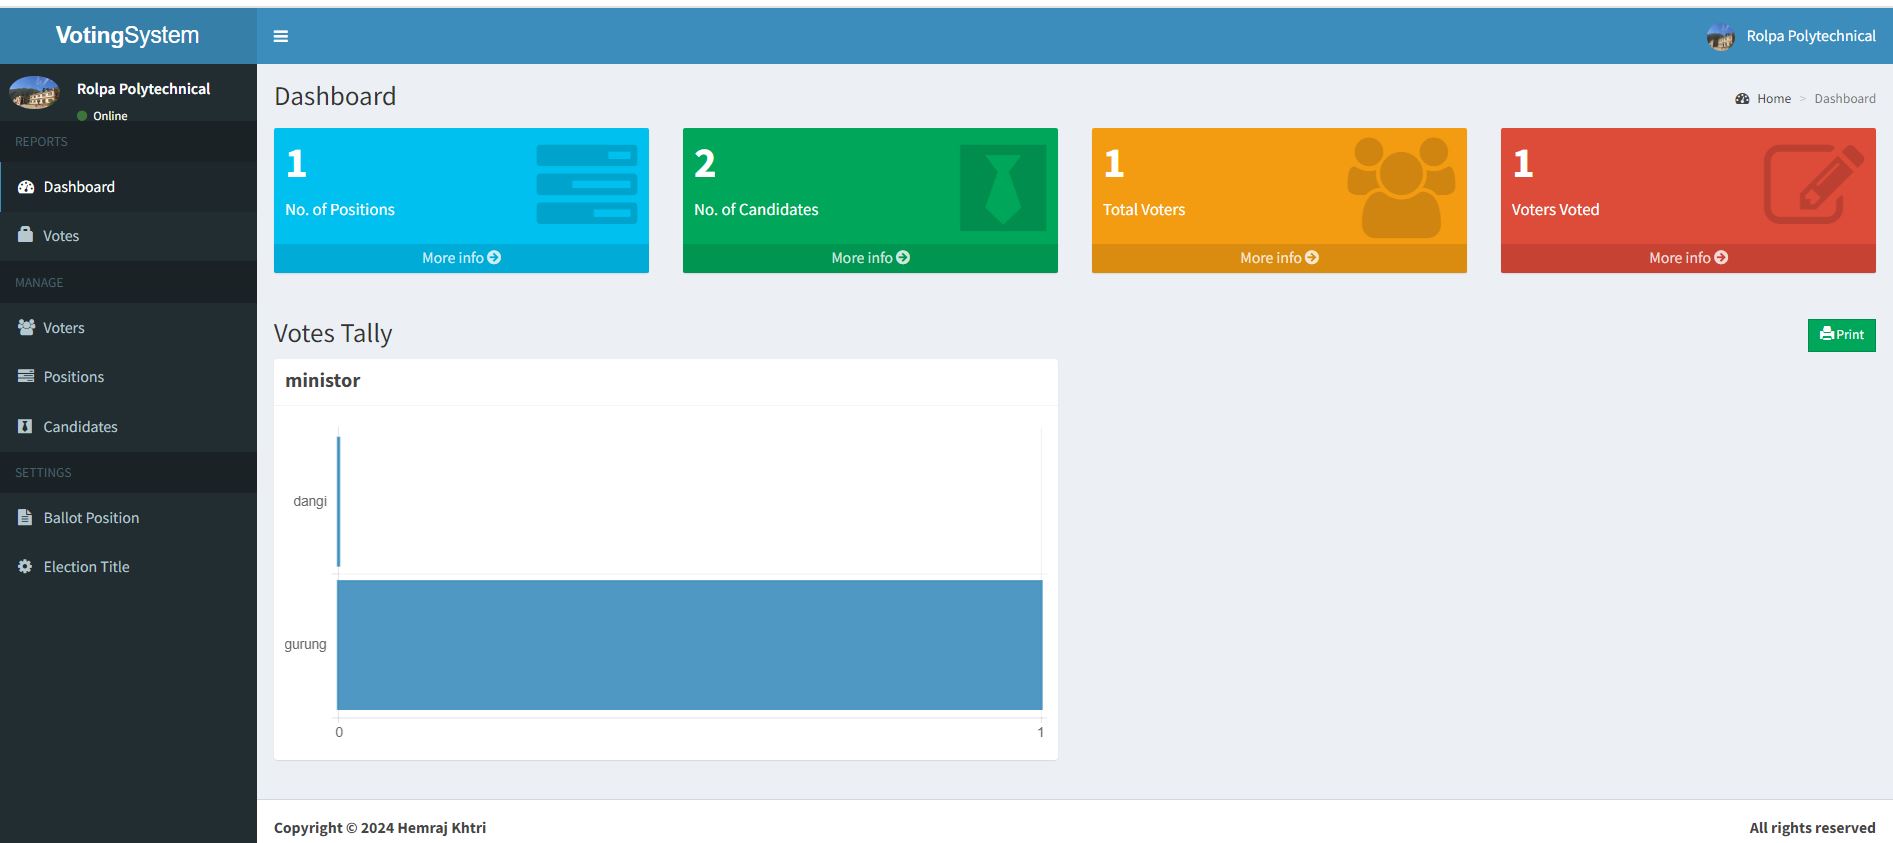 VotingSystem
Rolpa Polytechnical
Rolpa Polytechnical
Online
REPORTS
Dashboard
Votes
MANAGE
Voters
Positions
Candidates
SETTINGS
Ballot Position
Election Title
Dashboard
Home > Dashboard
1
No. of Positions
More info
2
No. of Candidates
More info
1
Total Voters
More info
1
Voters Voted
More info
Votes Tally
Print
ministor
dangi
gurung
0 1
Copyright © 2024 Hemraj Khtri
All rights reserved